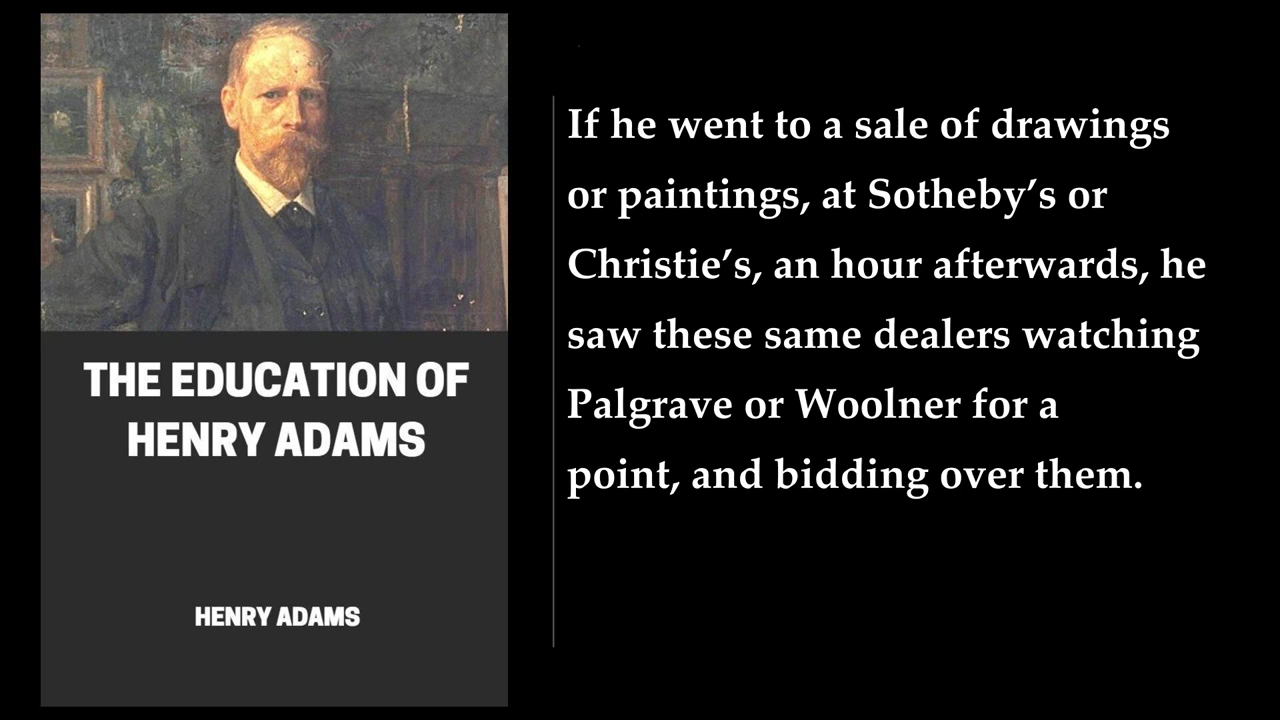 THE EDUCATION OF
HENRY ADAMS
HENRY ADAMS
If he went to a sale of drawings
or paintings, at Sotheby’s or
Christie’s, an hour afterwards, he
saw these same dealers watching
Palgrave or Woolner for a
point, and bidding over them.